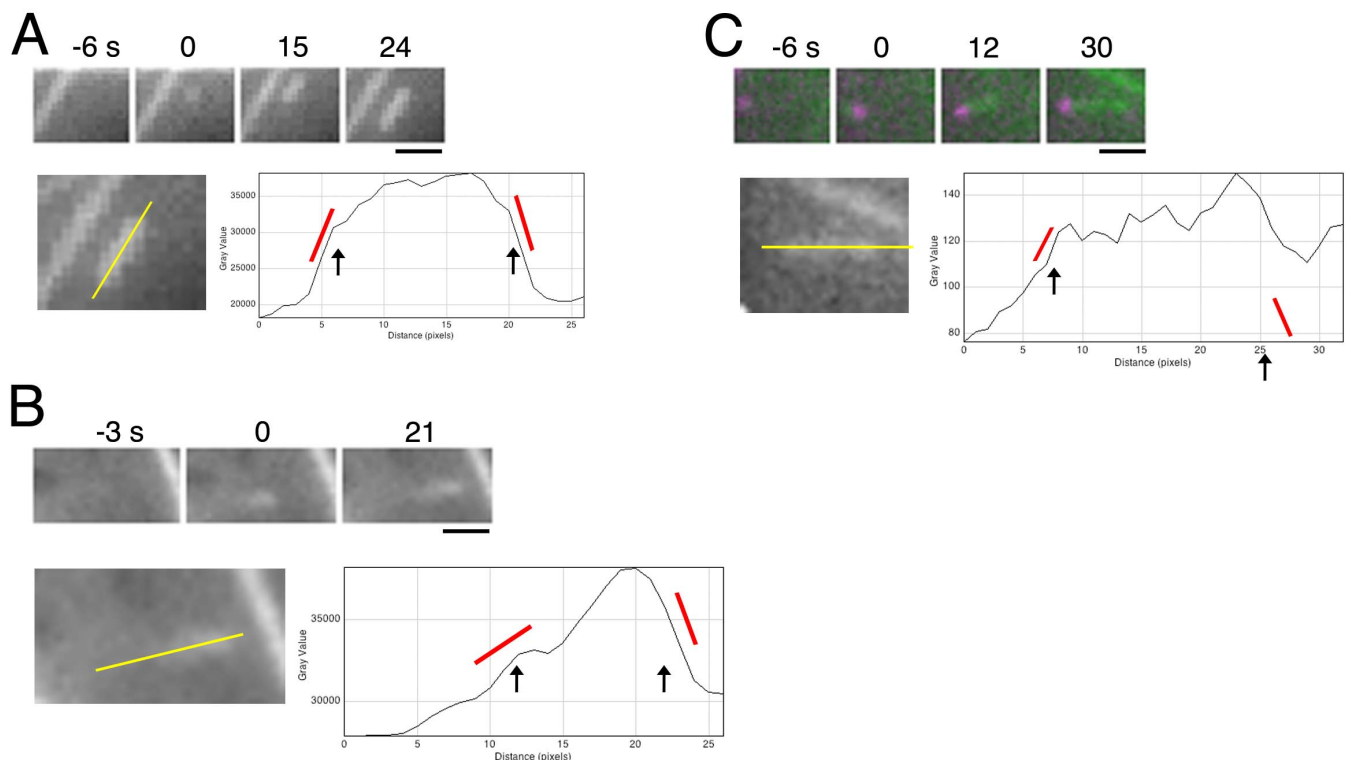 A
-6 s 0 15 24
35000
30000
25000
20000
Gray Value
0 5 10 15 20 25
Distance (pixels)
B
-3 s 0 21
35000
30000
Gray Value
0 5 10 15 20 25
Distance (pixels)
C
-6 s 0 12 30
140
120
100
80
Gray Value
0 5 10 15 20 25 30
Distance (pixels)